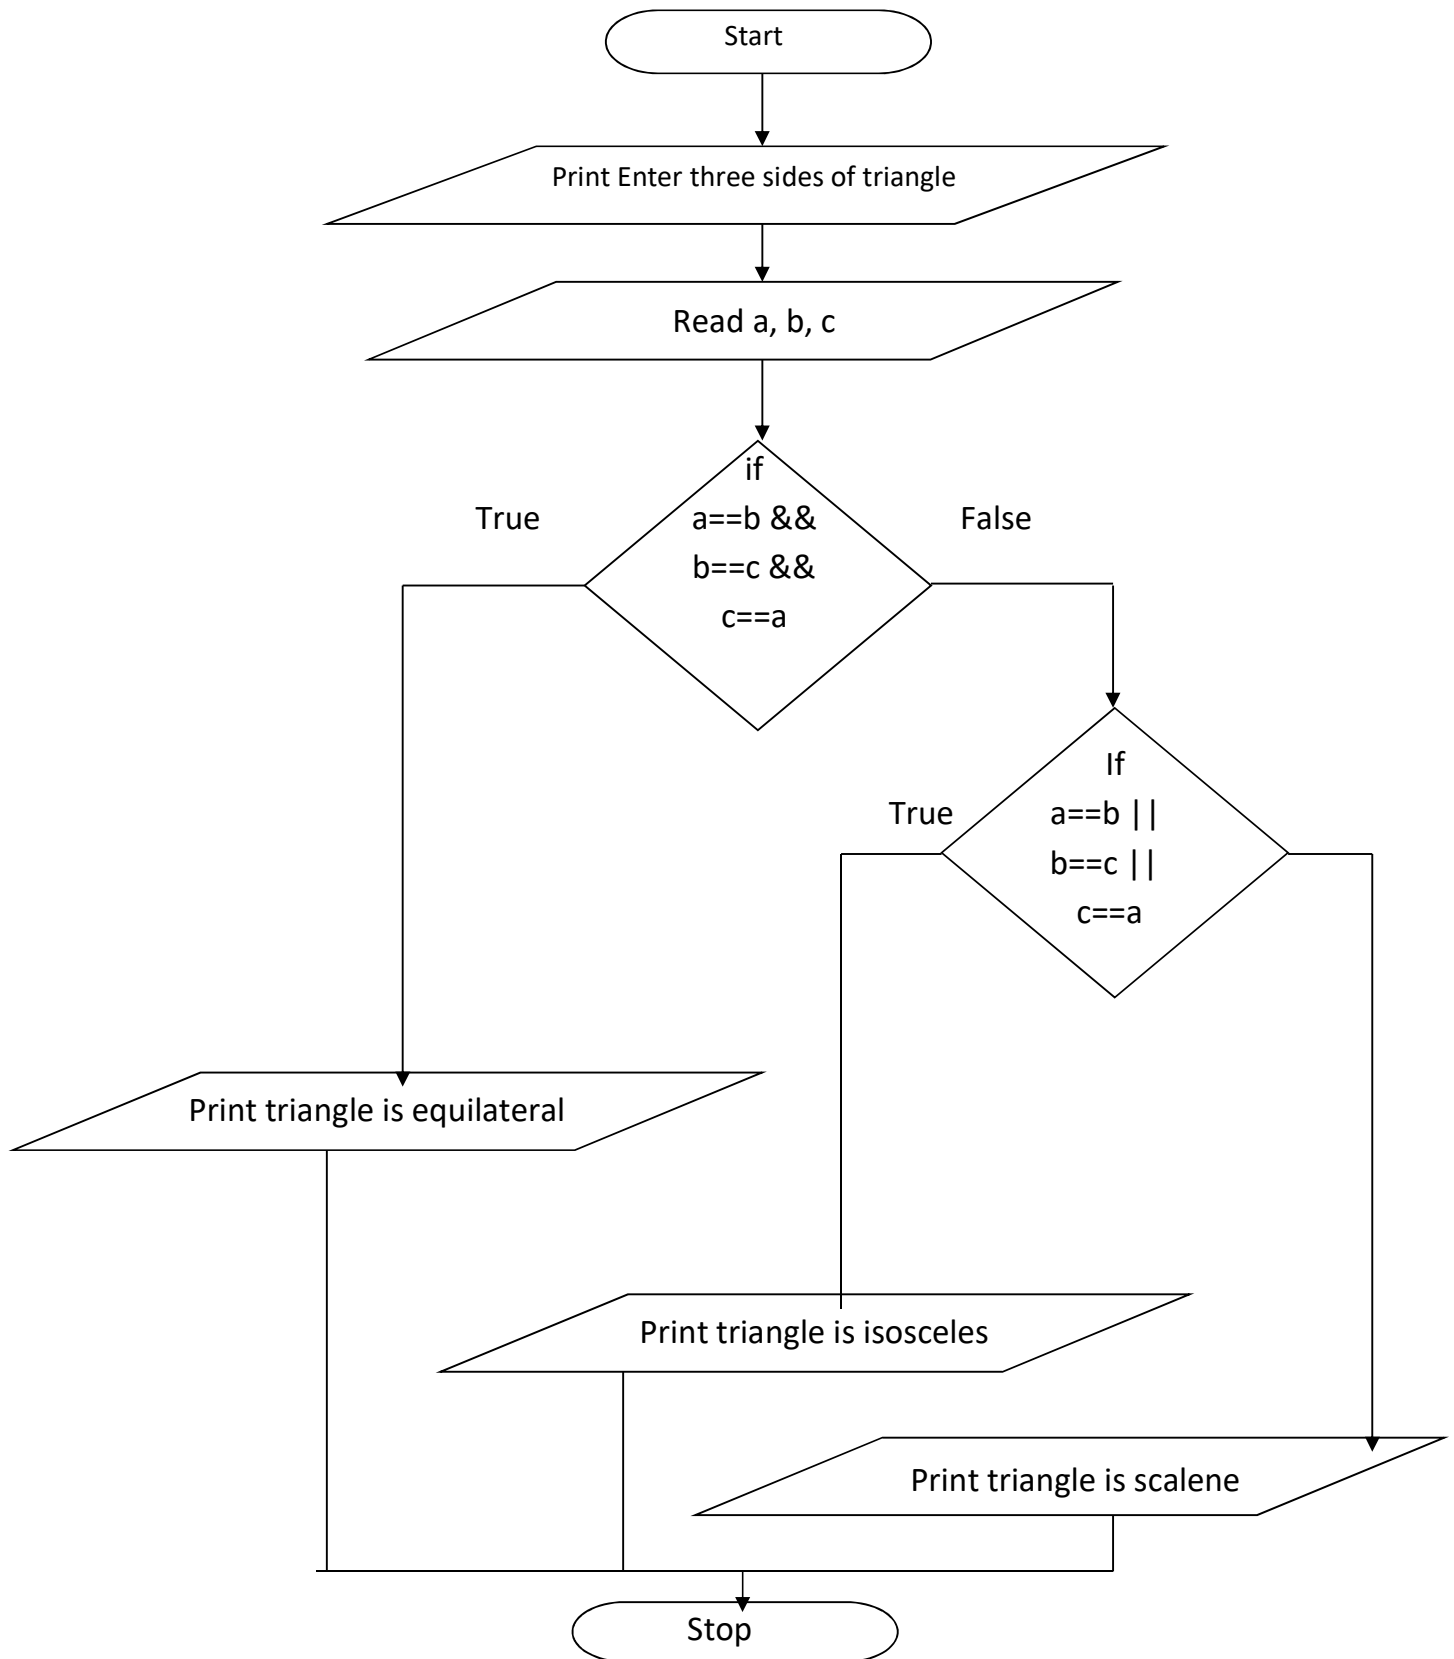 Start
Print Enter three sides of triangle
Read a, b, c
if
a==b &&
b==c &&
c==a
True
False
If
a==b ||
b==c ||
c==a
True
Print triangle is equilateral
Print triangle is isosceles
Print triangle is scalene
Stop